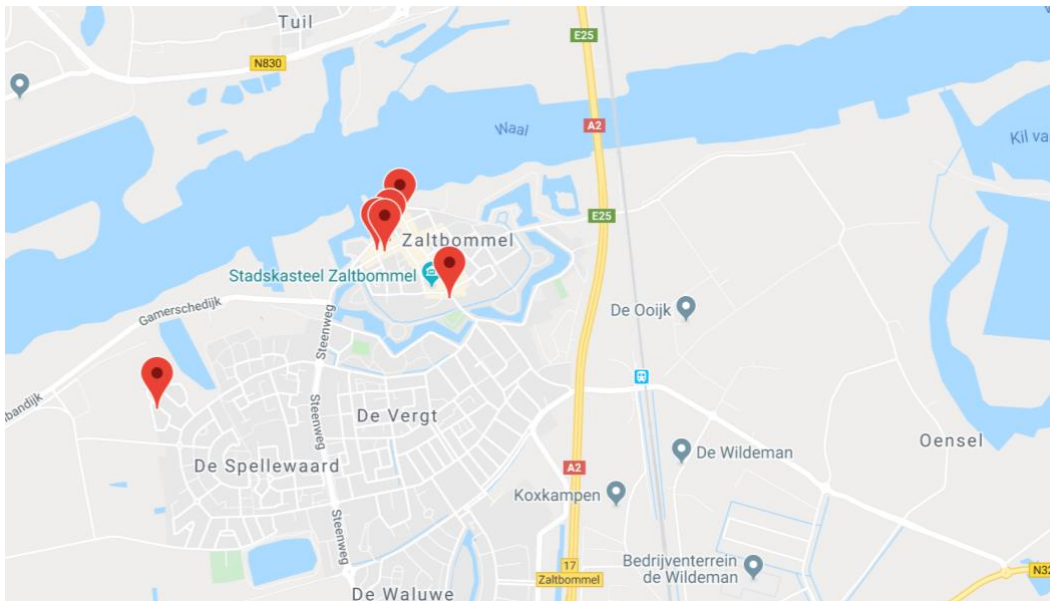 Tuil
N830
E25
A2
Waal
Kil va
E25
Zaltbommel
Stadskasteel Zaltbommel
Gamerschedijk
Steenweg
De Ooijk
bandijk
Steenweg
De Vergt
Oensel
De Spellewaard
De Wildeman
A2
Koxkampen
Steenweg
17
Zaltbommel
Bedrijventerrein
de Wildeman
N32
De Waluwe